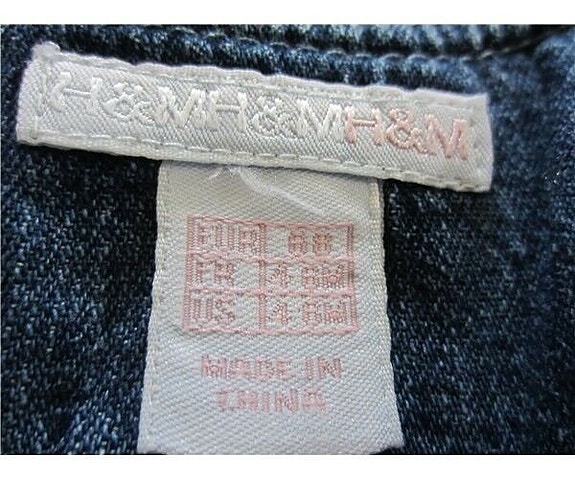 H&MH&MH&M
EUR 68
FR 4 6M
US 4 6M
MADE IN
CHINA